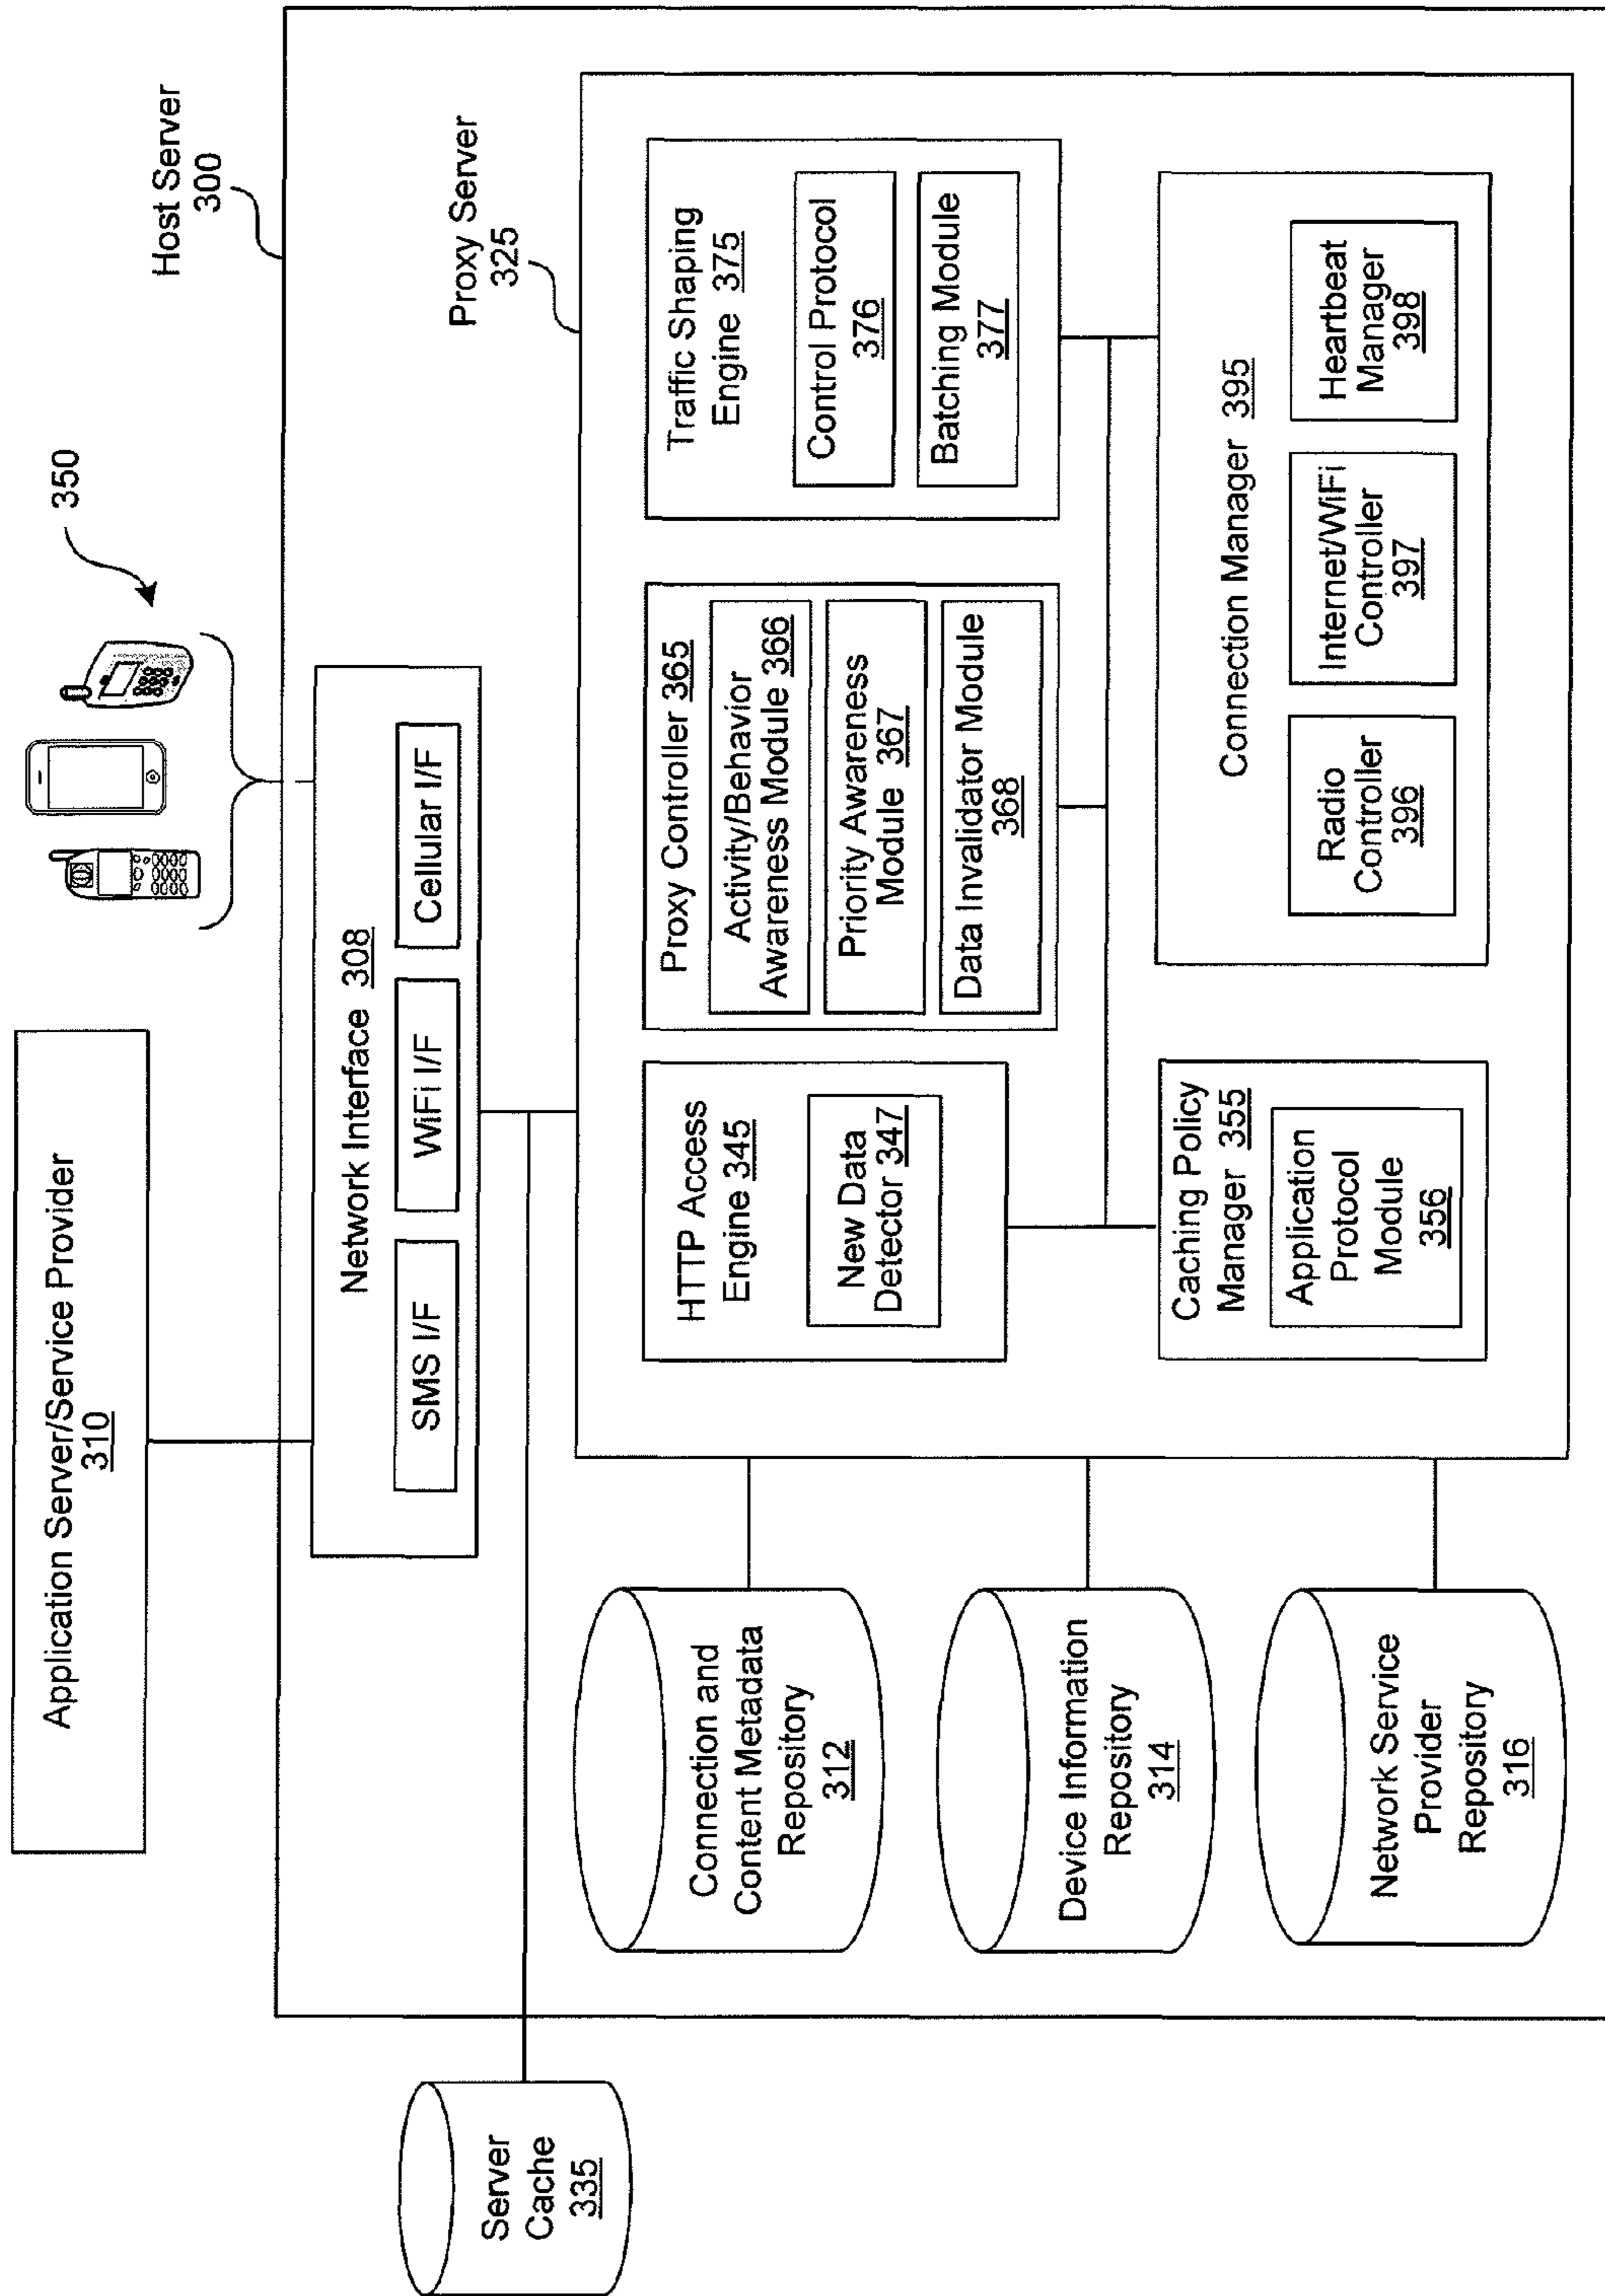 Application Server/Service Provider
310
350
Host Server
300
Network Interface 308
SMS I/F
WiFi I/F
Cellular I/F
Proxy Server
325
Server
Cache
335
Connection and
Content Metadata
Repository
312
Device Information
Repository
314
Network Service
Provider
Repository
316
HTTP Access
Engine 345
New Data
Detector 347
Proxy Controller 365
Activity/Behavior
Awareness Module 366
Priority Awareness
Module 367
Data Invalidator Module
368
Traffic Shaping
Engine 375
Control Protocol
376
Batching Module
377
Caching Policy
Manager 355
Application
Protocol
Module
356
Connection Manager 395
Radio
Controller
396
Internet/WiFi
Controller
397
Heartbeat
Manager
398